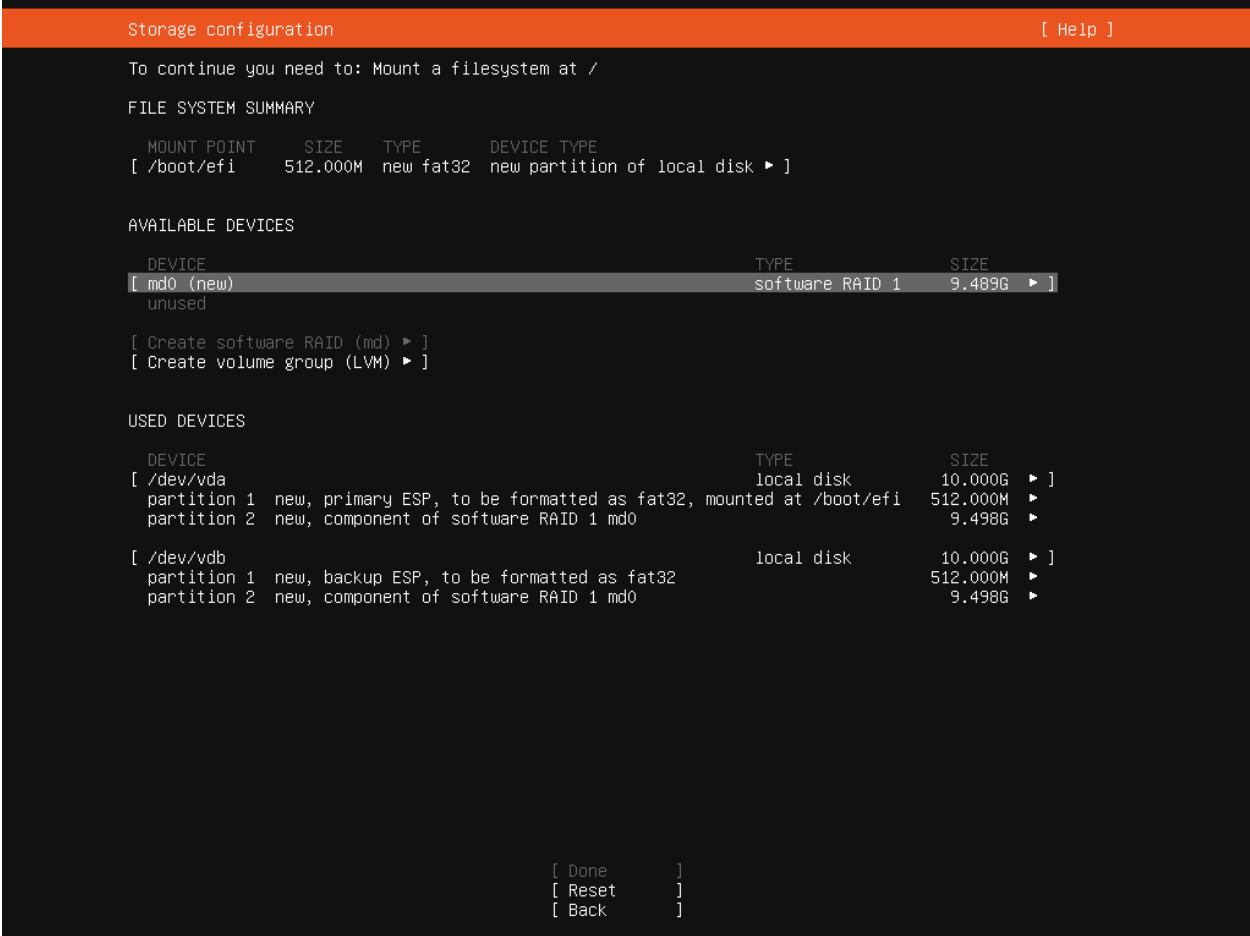 Storage configuration [ Help ]
To continue you need to: Mount a filesystem at /
FILE SYSTEM SUMMARY
MOUNT POINT SIZE TYPE DEVICE TYPE
[ /boot/efi 512.000M new fat32 new partition of local disk ▸ ]
AVAILABLE DEVICES
DEVICE TYPE SIZE
[ md0 (new) software RAID 1 9.489G ▸ ]
unused
[ Create software RAID (md) ▸ ]
[ Create volume group (LVM) ▸ ]
USED DEVICES
DEVICE TYPE SIZE
[ /dev/vda local disk 10.000G ▸ ]
partition 1 new, primary ESP, to be formatted as fat32, mounted at /boot/efi 512.000M ▸
partition 2 new, component of software RAID 1 md0 9.498G ▸
[ /dev/vdb local disk 10.000G ▸ ]
partition 1 new, backup ESP, to be formatted as fat32 512.000M ▸
partition 2 new, component of software RAID 1 md0 9.498G ▸
[ Done ]
[ Reset ]
[ Back ]